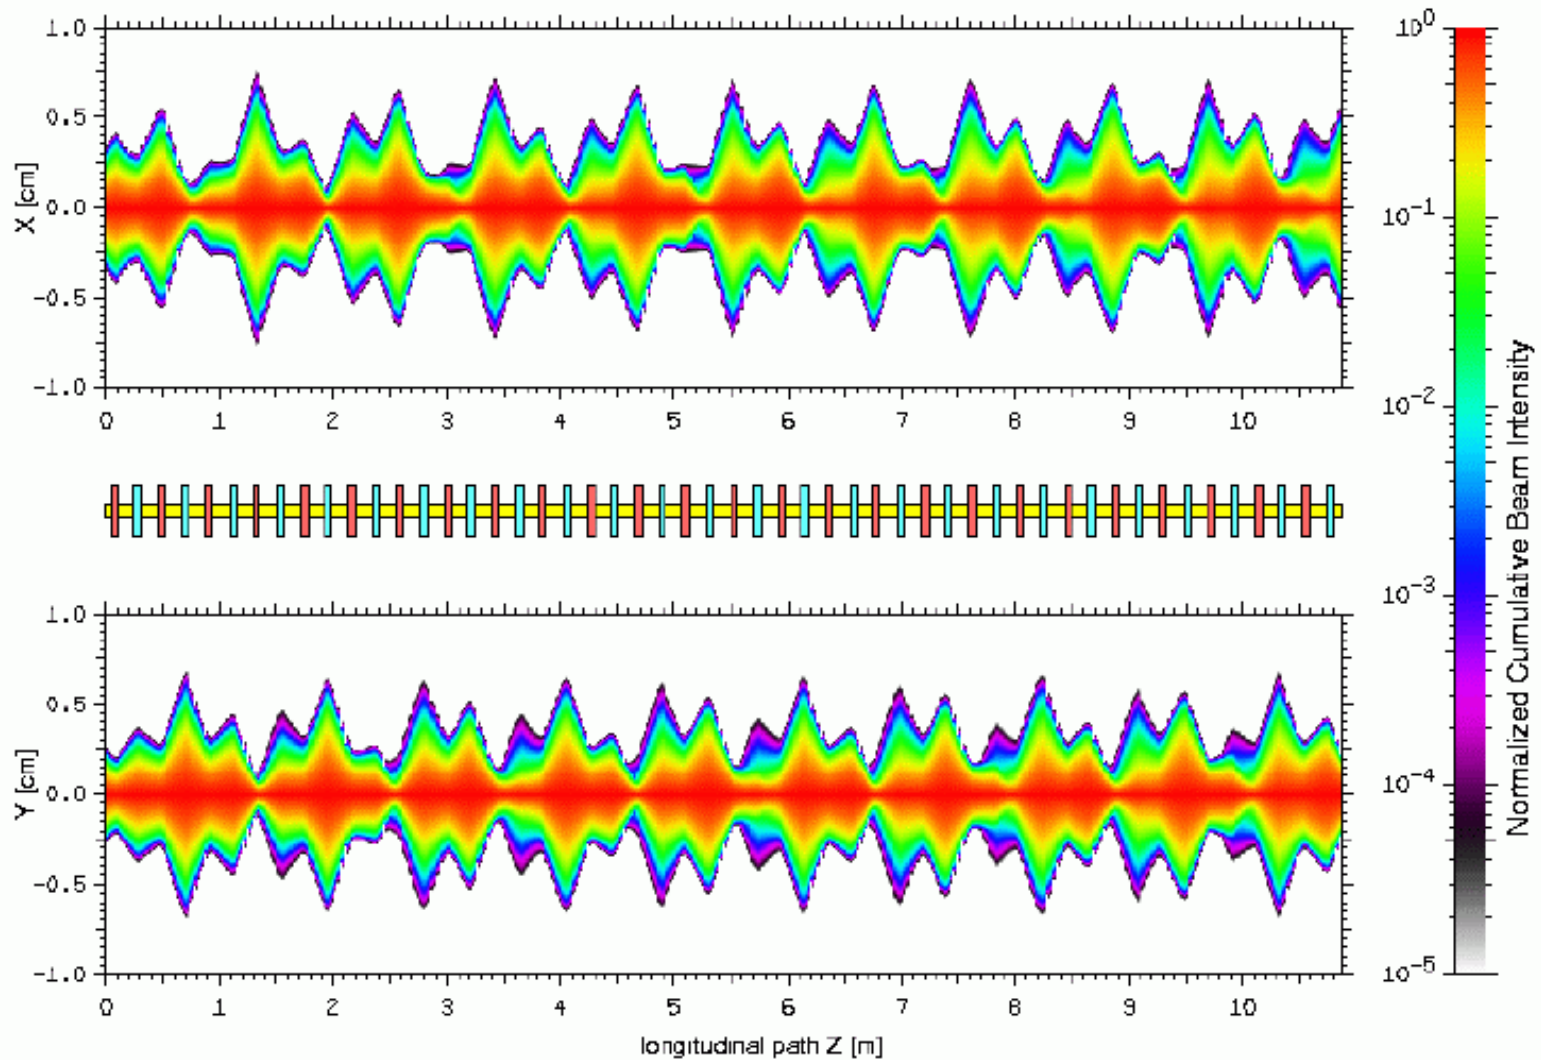 1.0
0.5
0.0
−0.5
−1.0
X [cm]
0 1 2 3 4 5 6 7 8 9 10
1.0
0.5
0.0
−0.5
−1.0
Y [cm]
0 1 2 3 4 5 6 7 8 9 10
longitudinal path Z [m]
10⁰
10⁻¹
10⁻²
10⁻³
10⁻⁴
10⁻⁵
Normalized Cumulative Beam Intensity